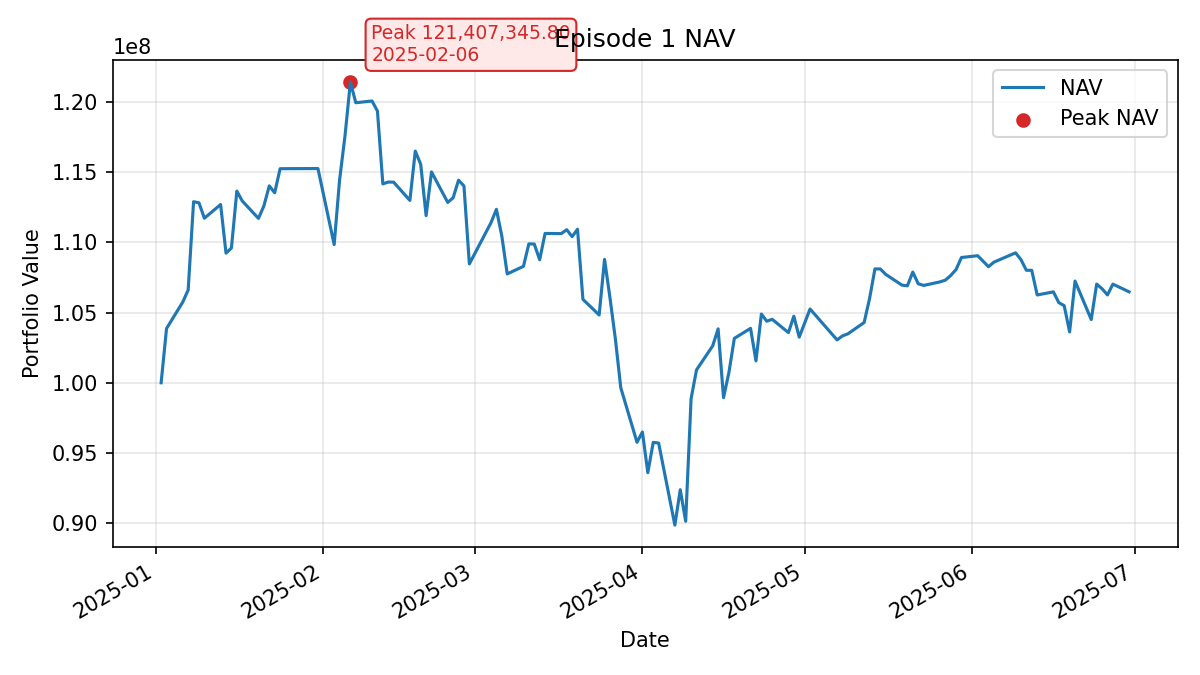 Peak 121,407,345.80
2025-02-06
Episode 1 NAV
1e8
NAV
Peak NAV
1.20
1.15
1.10
1.05
1.00
0.95
0.90
Portfolio Value
2025-01
2025-02
2025-03
2025-04
2025-05
2025-06
2025-07
Date